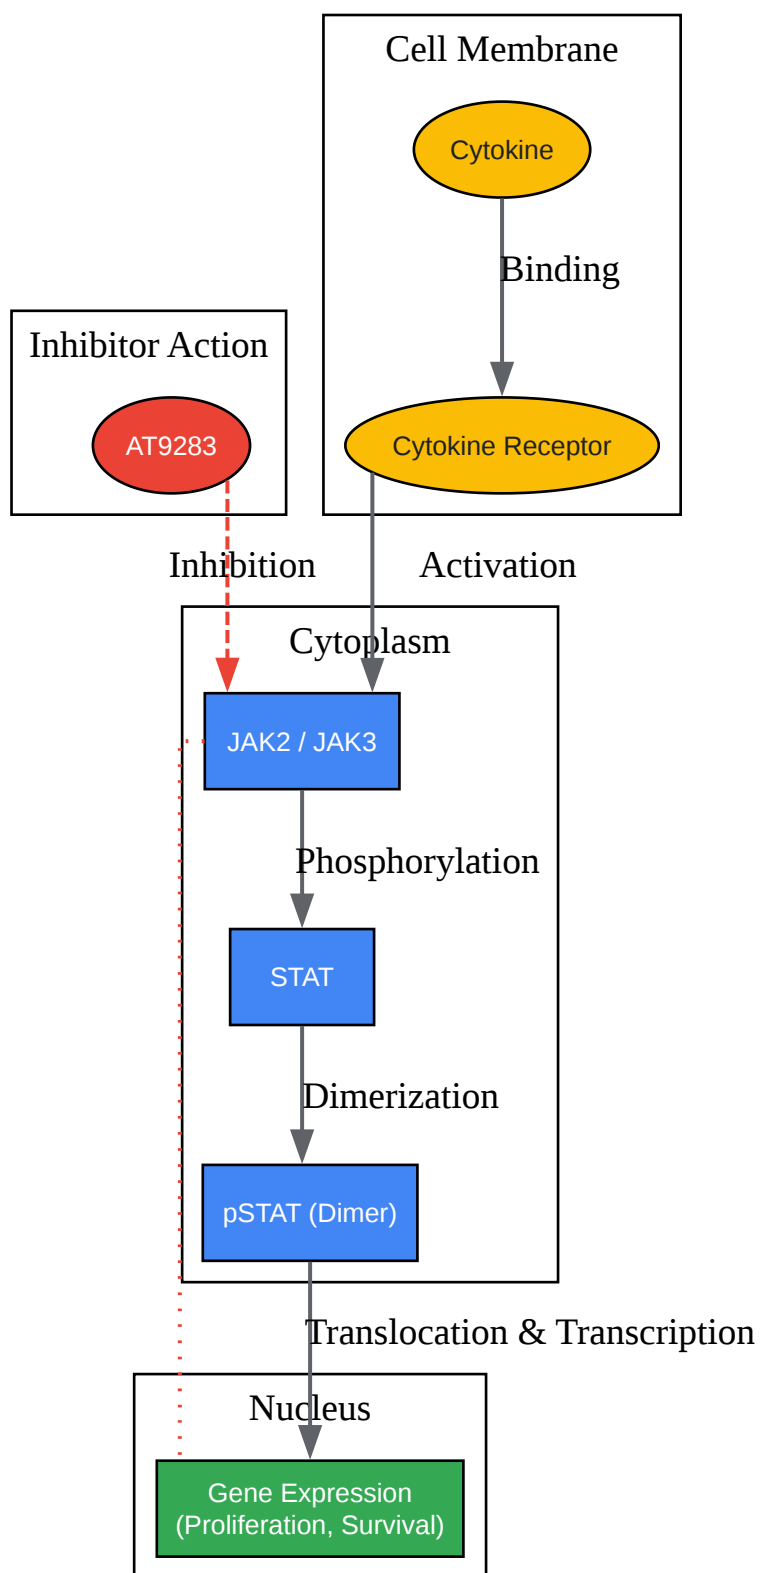 Cell Membrane
Cytokine
Binding
Inhibitor Action
AT9283
Cytokine Receptor
Inhibition
Activation
Cytoplasm
JAK2 / JAK3
Phosphorylation
STAT
Dimerization
pSTAT (Dimer)
Translocation & Transcription
Nucleus
Gene Expression
(Proliferation, Survival)